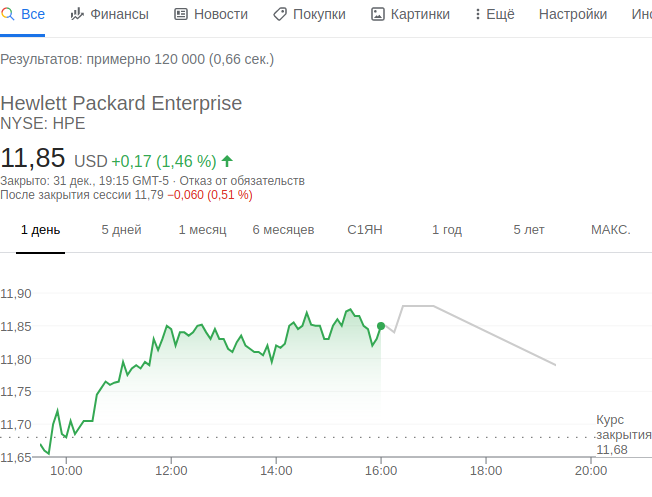 Все Финансы Новости Покупки Картинки Ещё Настройки Инс
Результатов: примерно 120 000 (0,66 сек.)
Hewlett Packard Enterprise
NYSE: HPE
11,85 USD +0,17 (1,46 %)
Закрыто: 31 дек., 19:15 GMT-5 · Отказ от обязательств
После закрытия сессии 11,79 −0,060 (0,51 %)
1 день 5 дней 1 месяц 6 месяцев С1ЯН 1 год 5 лет МАКС.
11,90
11,85
11,80
11,75
11,70
Курс
закрытия
11,68
11,65
10:00 12:00 14:00 16:00 18:00 20:00